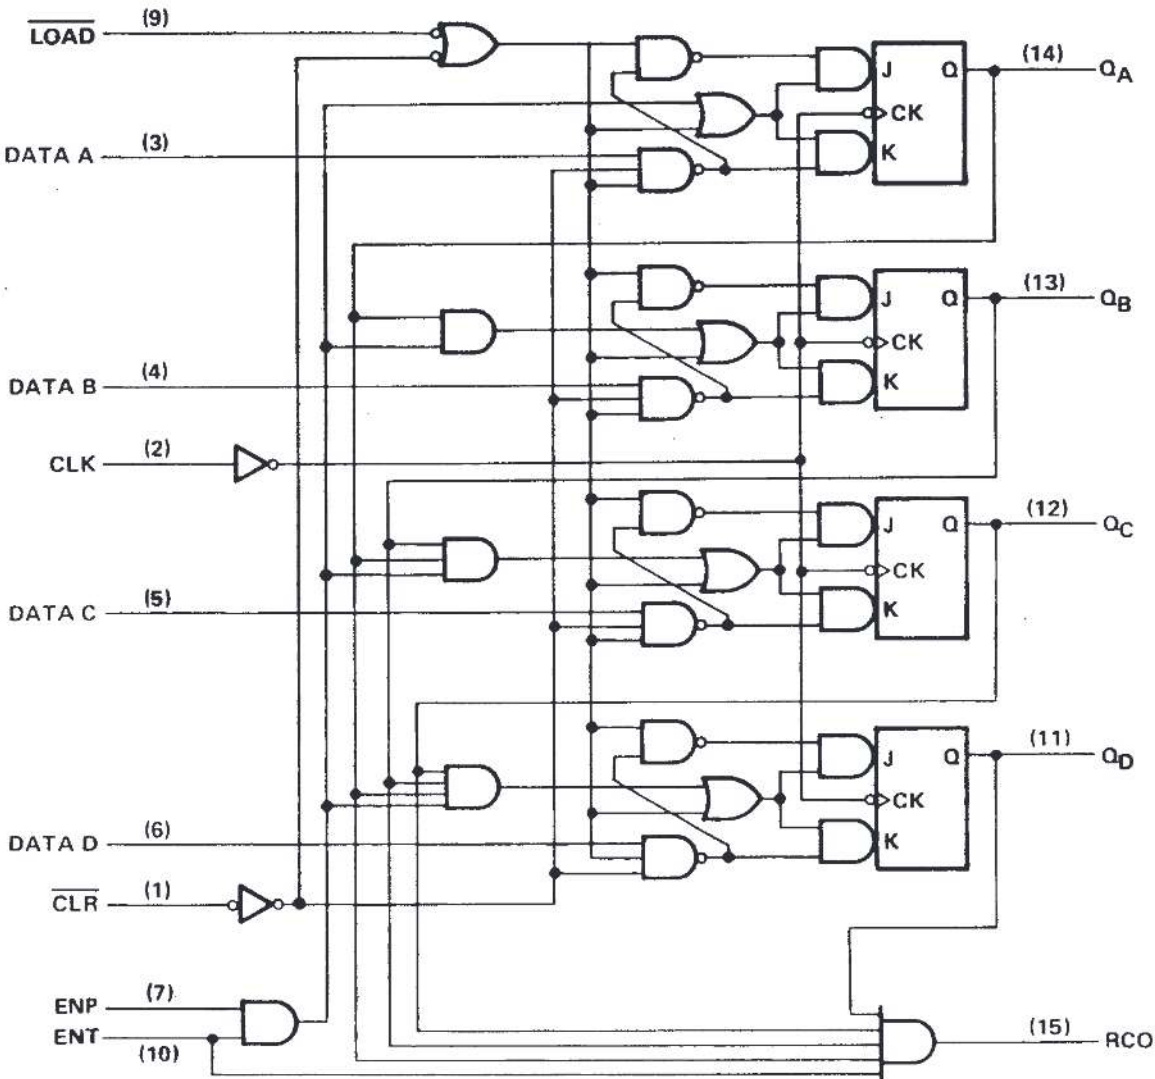 LOAD (9)
(14) QA
J Q
CK
K
DATA A (3)
(13) QB
J Q
CK
K
DATA B (4)
CLK (2)
(12) QC
J Q
CK
K
DATA C (5)
(11) QD
J Q
CK
K
DATA D (6)
CLR (1)
ENP (7)
ENT (10)
(15) RCO